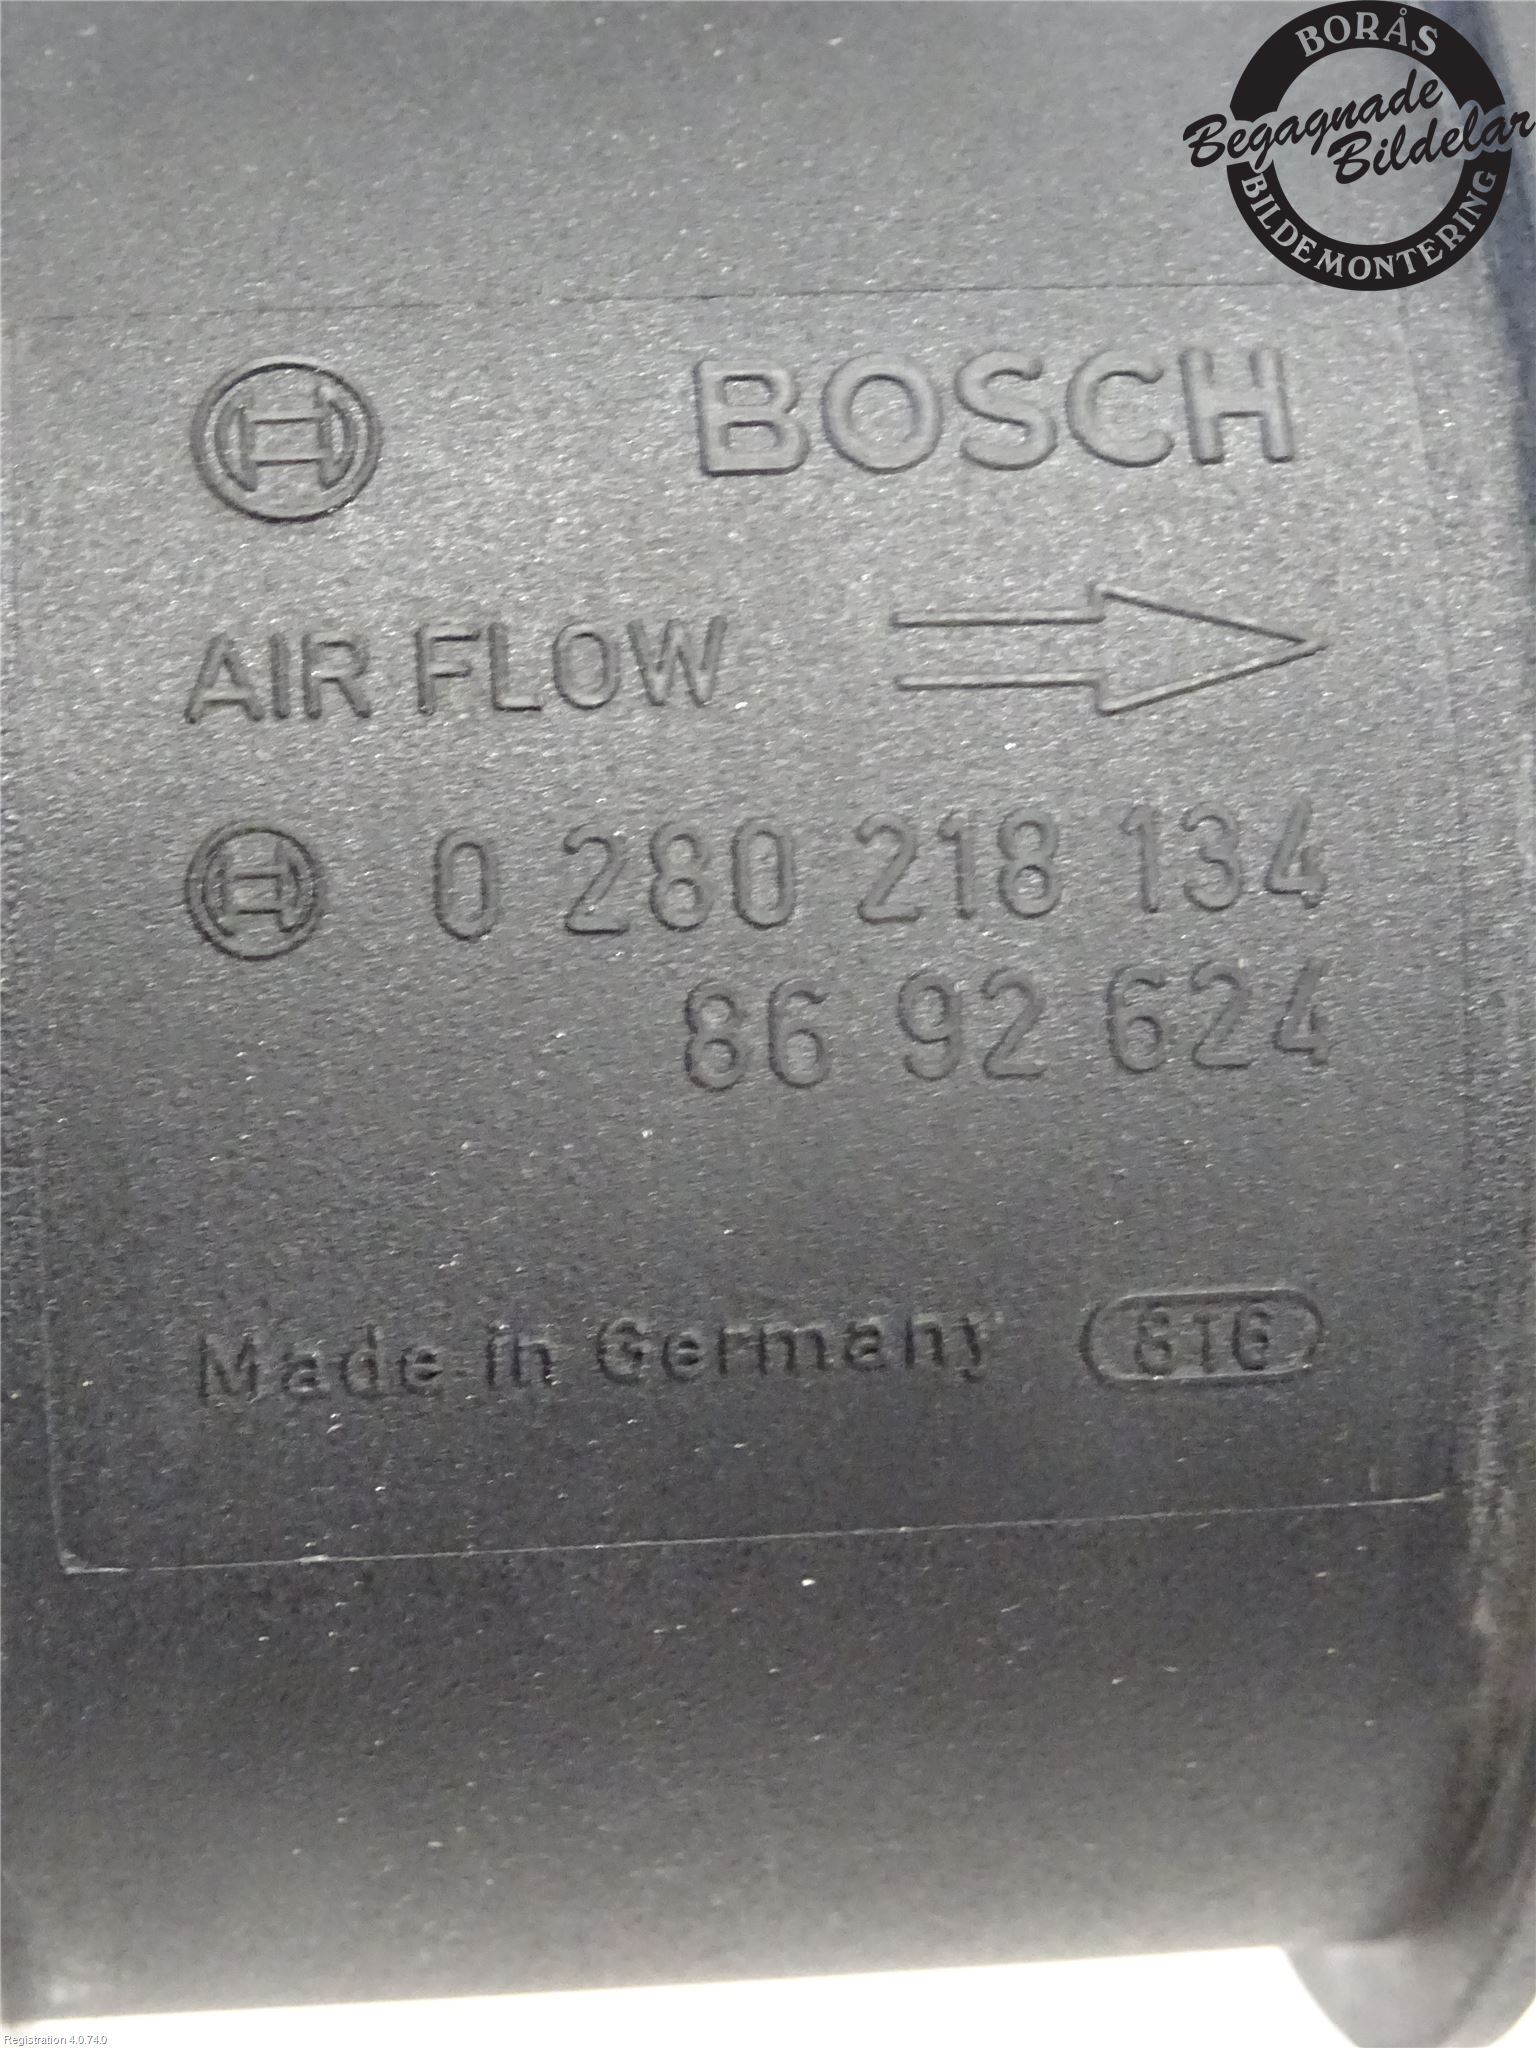 BORÅS
Begagnade
Bildelar
BILDEMONTERING
BOSCH
AIR FLOW
0 280 218 134
86 92 624
Made in Germany 8TG
Registration 4.0.74.0